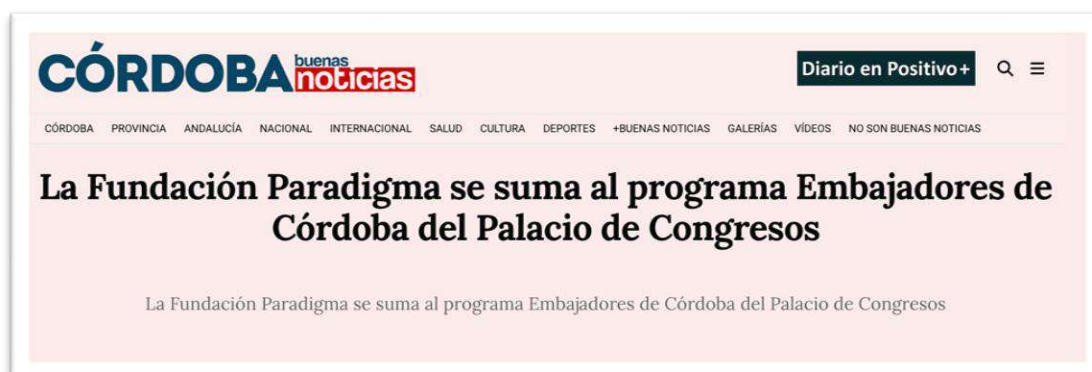 CÓRDOBA buenas noticias
Diario en Positivo+
CÓRDOBA PROVINCIA ANDALUCÍA NACIONAL INTERNACIONAL SALUD CULTURA DEPORTES +BUENAS NOTICIAS GALERÍAS VÍDEOS NO SON BUENAS NOTICIAS
La Fundación Paradigma se suma al programa Embajadores de
Córdoba del Palacio de Congresos
La Fundación Paradigma se suma al programa Embajadores de Córdoba del Palacio de Congresos